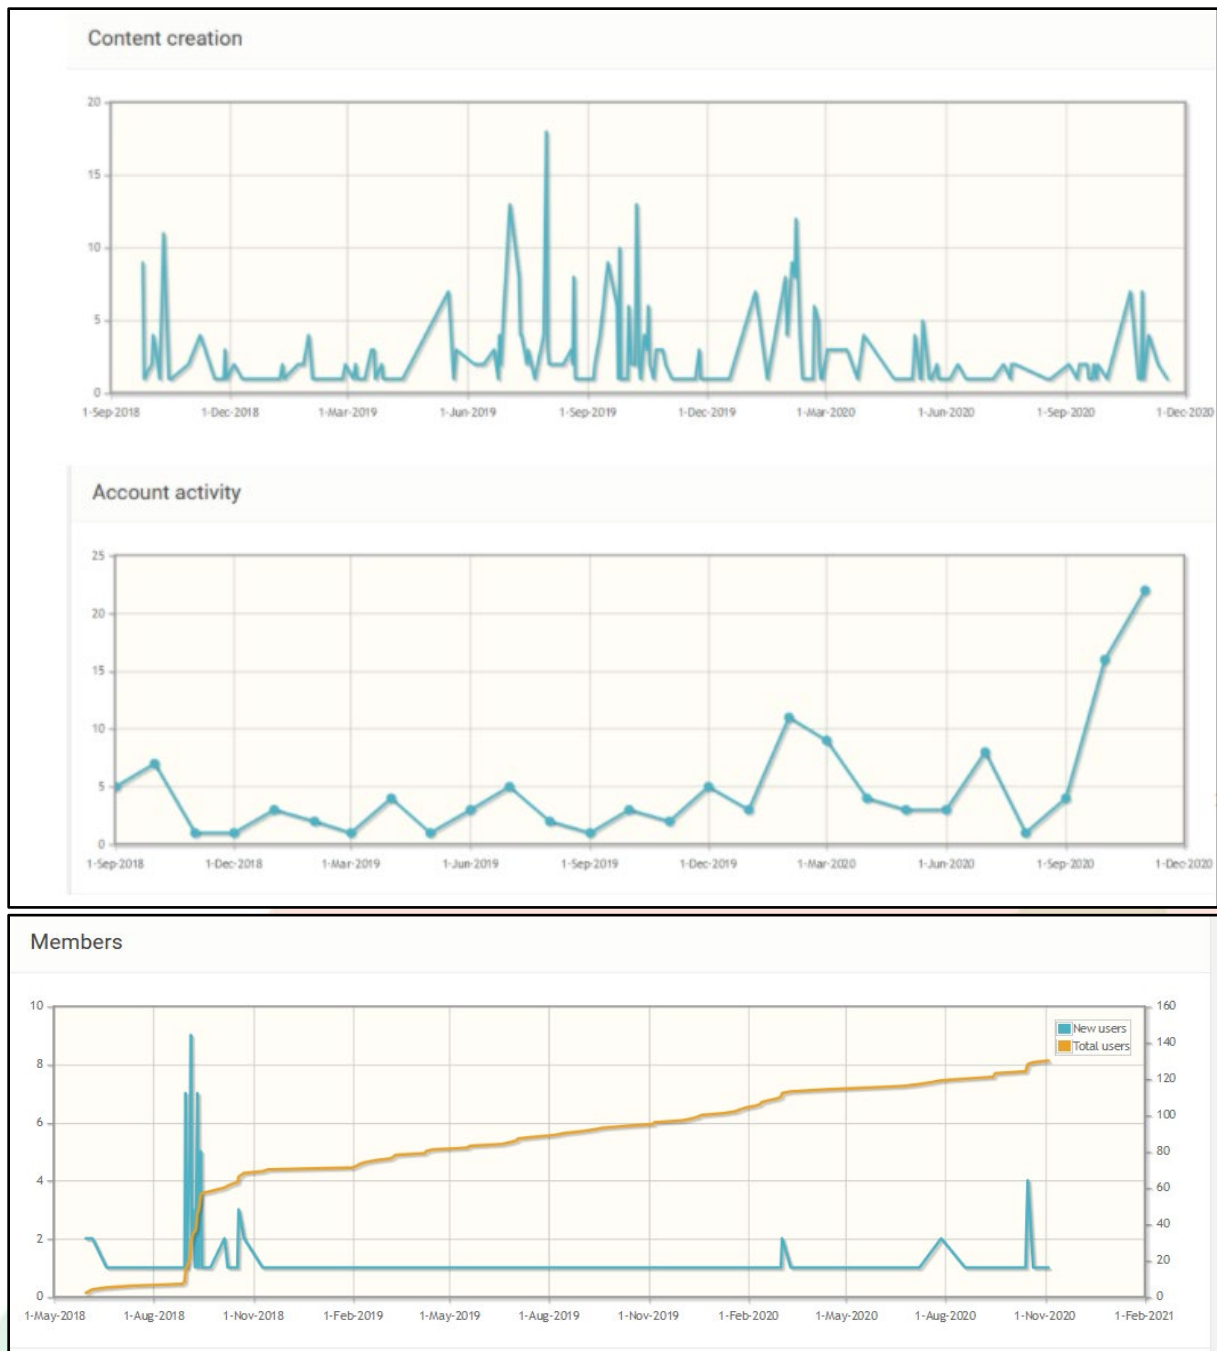 Content creation
20
15
10
5
0
1-Sep-2018 1-Dec-2018 1-Mar-2019 1-Jun-2019 1-Sep-2019 1-Dec-2019 1-Mar-2020 1-Jun-2020 1-Sep-2020 1-Dec-2020
Account activity
25
20
15
10
5
0
1-Sep-2018 1-Dec-2018 1-Mar-2019 1-Jun-2019 1-Sep-2019 1-Dec-2019 1-Mar-2020 1-Jun-2020 1-Sep-2020 1-Dec-2020
Members
10 160
New users
140
8 Total users
120
6 100
80
4 60
40
2
20
0 0
1-May-2018 1-Aug-2018 1-Nov-2018 1-Feb-2019 1-May-2019 1-Aug-2019 1-Nov-2019 1-Feb-2020 1-May-2020 1-Aug-2020 1-Nov-2020 1-Feb-2021